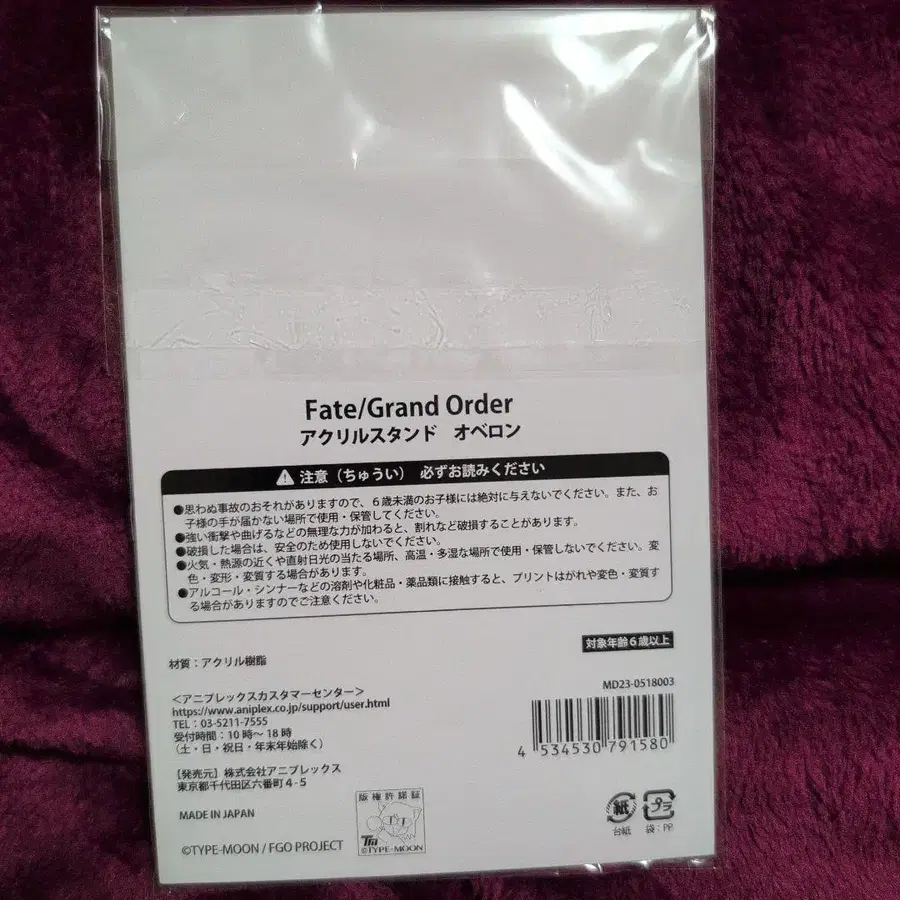 Fate/Grand Order
アクリルスタンド　オベロン
注意（ちゅうい）　必ずお読みください
●思わぬ事故のおそれがありますので、６歳未満のお子様には絶対に与えないでください。また、お
子様の手が届かない場所で使用・保管してください。
●強い衝撃や曲げるなどの無理な力が加わると、割れなど破損することがあります。
●破損した場合は、安全のため使用しないでください。
●火気・熱源の近くや直射日光の当たる場所、高温・多湿な場所で使用・保管しないでください。変
色・変形・変質する場合があります。
●アルコール・シンナーなどの溶剤や化粧品・薬品類に接触すると、プリントはがれや変色・変質す
る場合がありますのでご注意ください。
対象年齢６歳以上
材質：アクリル樹脂
MD23-0518003
＜アニプレックスカスタマーセンター＞
https://www.aniplex.co.jp/support/user.html
TEL：03-5211-7555
受付時間：10時～18時
（土・日・祝日・年末年始除く）
4 534530 791580
【発売元】株式会社アニプレックス
東京都千代田区六番町4-5
MADE IN JAPAN
版権許諾証
TM
©TYPE-MOON
紙
台紙
プラ
袋：PP
©TYPE-MOON / FGO PROJECT